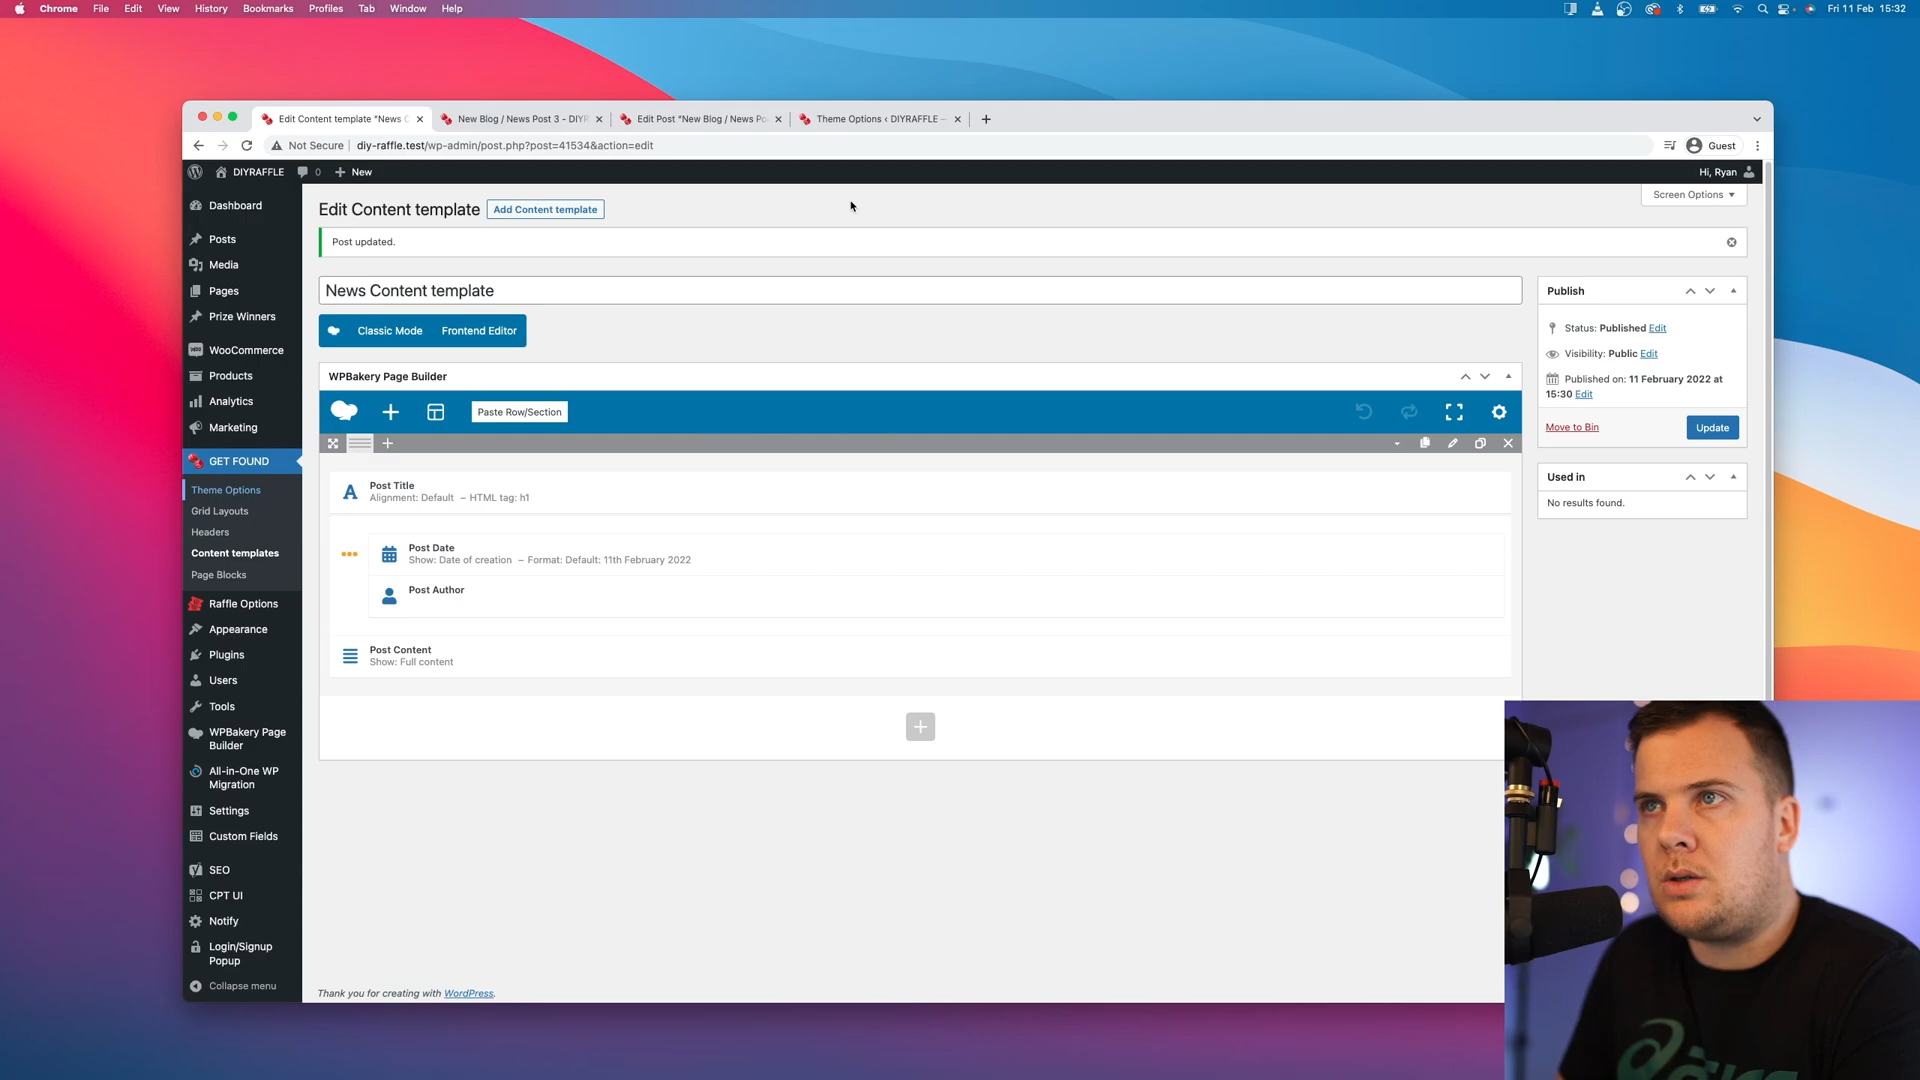 Chrome File Edit View History Bookmarks Profiles Tab Window Help
Fri 11 Feb 15:32
Edit Content template "News C
New Blog / News Post 3 - DIYR
Edit Post "New Blog / News Po
Theme Options ‹ DIYRAFFLE —
Not Secure diy-raffle.test/wp-admin/post.php?post=41534&action=edit
Guest
DIYRAFFLE 0 New
Hi, Ryan
Dashboard
Posts
Media
Pages
Prize Winners
WooCommerce
Products
Analytics
Marketing
GET FOUND
Theme Options
Grid Layouts
Headers
Content templates
Page Blocks
Raffle Options
Appearance
Plugins
Users
Tools
WPBakery Page
Builder
All-in-One WP
Migration
Settings
Custom Fields
SEO
CPT UI
Notify
Login/Signup
Popup
Collapse menu
Screen Options
Edit Content template
Add Content template
Post updated.
News Content template
Classic Mode Frontend Editor
WPBakery Page Builder
Paste Row/Section
Post Title
Alignment: Default – HTML tag: h1
Post Date
Show: Date of creation – Format: Default: 11th February 2022
Post Author
Post Content
Show: Full content
Publish
Status: Published Edit
Visibility: Public Edit
Published on: 11 February 2022 at
15:30 Edit
Move to Bin
Update
Used in
No results found.
Thank you for creating with WordPress.